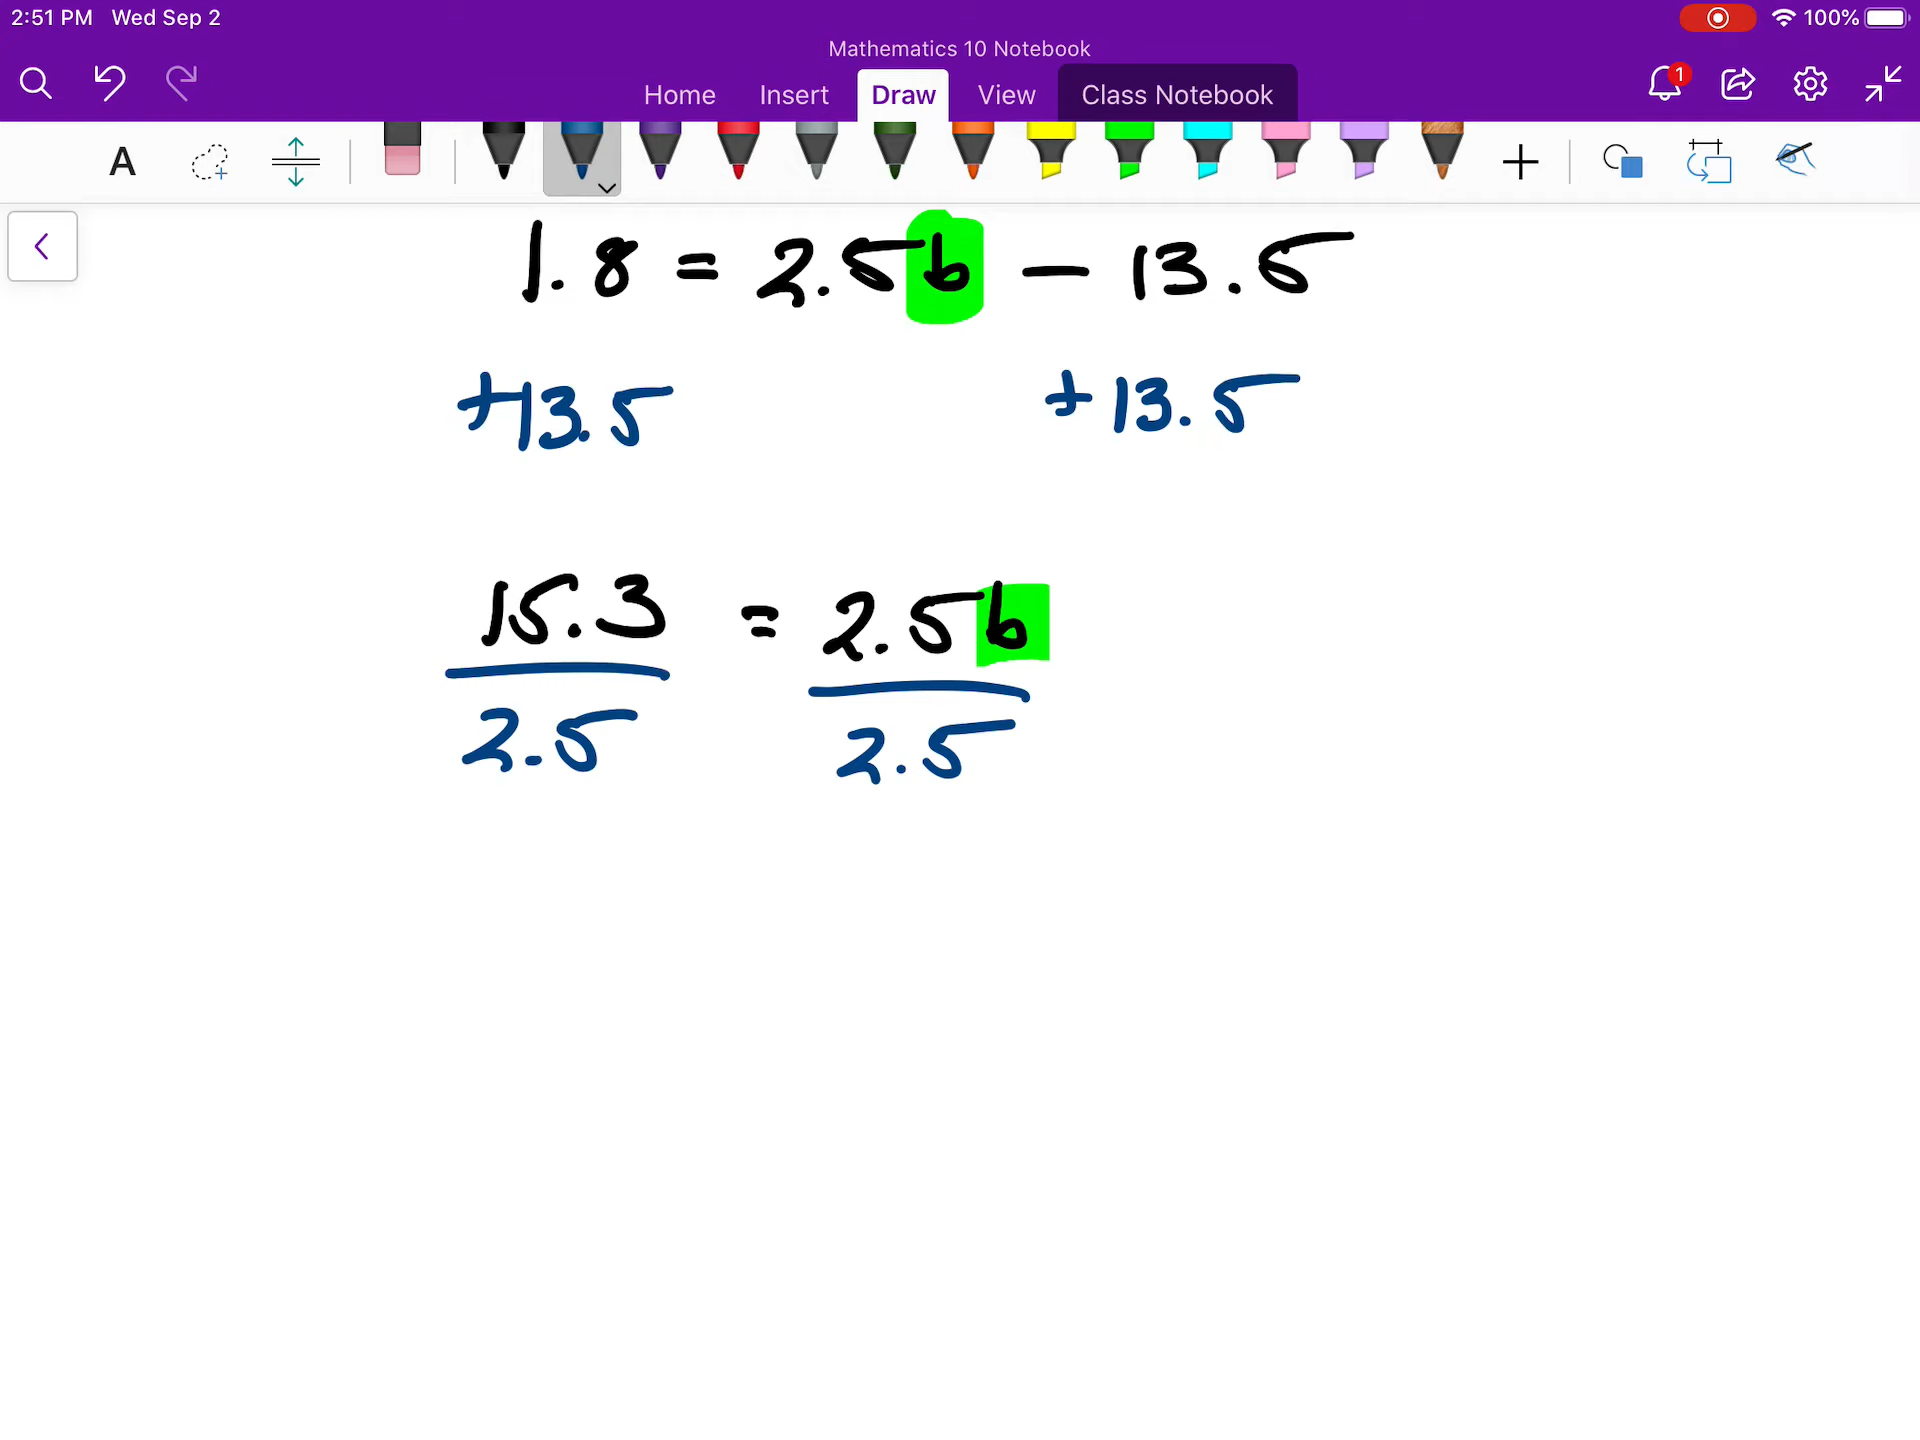 2:51 PM Wed Sep 2 100%
Mathematics 10 Notebook
Home Insert Draw View Class Notebook 1
A
1.8 = 2.5b - 13.5
+13.5 +13.5
15.3 = 2.5b
2.5 2.5